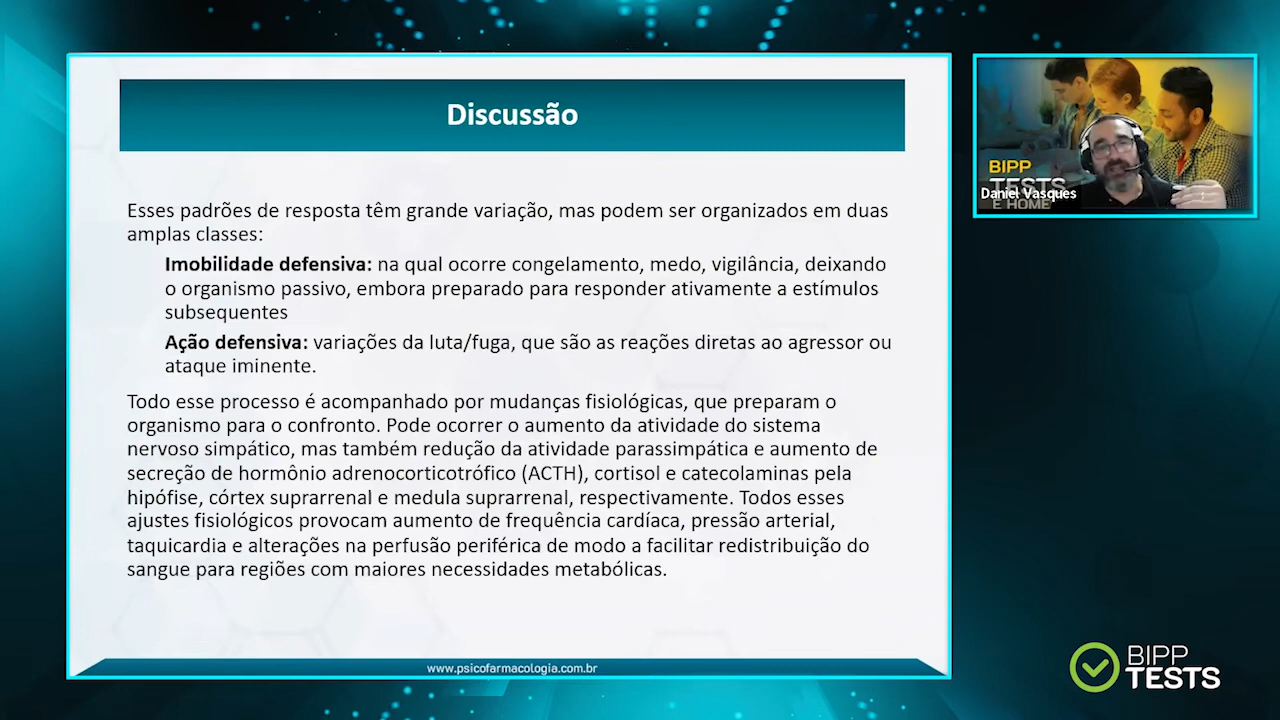 Discussão
Esses padrões de resposta têm grande variação, mas podem ser organizados em duas
amplas classes:
Imobilidade defensiva: na qual ocorre congelamento, medo, vigilância, deixando
o organismo passivo, embora preparado para responder ativamente a estímulos
subsequentes
Ação defensiva: variações da luta/fuga, que são as reações diretas ao agressor ou
ataque iminente.
Todo esse processo é acompanhado por mudanças fisiológicas, que preparam o
organismo para o confronto. Pode ocorrer o aumento da atividade do sistema
nervoso simpático, mas também redução da atividade parassimpática e aumento de
secreção de hormônio adrenocorticotrófico (ACTH), cortisol e catecolaminas pela
hipófise, córtex suprarrenal e medula suprarrenal, respectivamente. Todos esses
ajustes fisiológicos provocam aumento de frequência cardíaca, pressão arterial,
taquicardia e alterações na perfusão periférica de modo a facilitar redistribuição do
sangue para regiões com maiores necessidades metabólicas.
www.psicofarmacologia.com.br
BIPP
TESTS
Daniel Vasques
E HOME
BIPP
TESTS